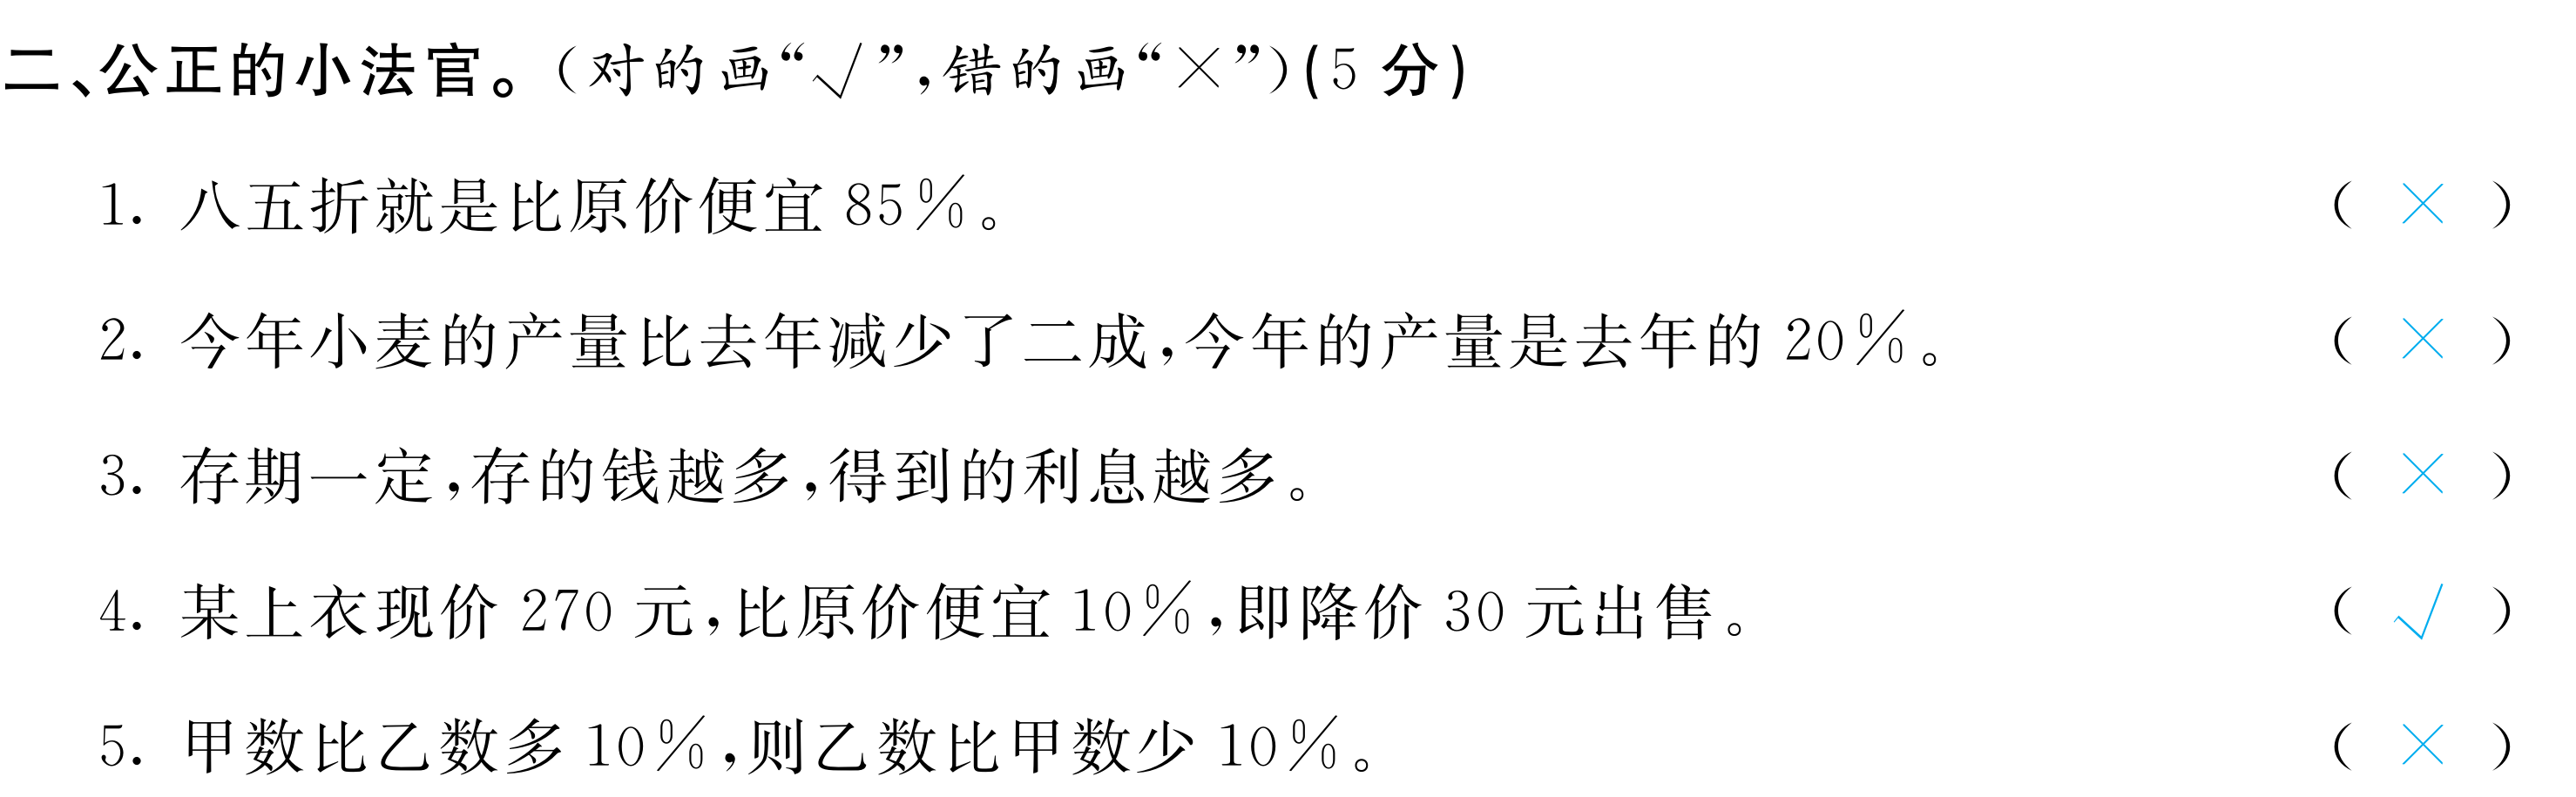 二、公正的小法官。(对的画“√”,错的画“×”)(5 分)
1. 八五折就是比原价便宜 85%。 ( × )
2. 今年小麦的产量比去年减少了二成,今年的产量是去年的 20%。 ( × )
3. 存期一定,存的钱越多,得到的利息越多。 ( × )
4. 某上衣现价 270 元,比原价便宜 10%,即降价 30 元出售。 ( √ )
5. 甲数比乙数多 10%,则乙数比甲数少 10%。 ( × )